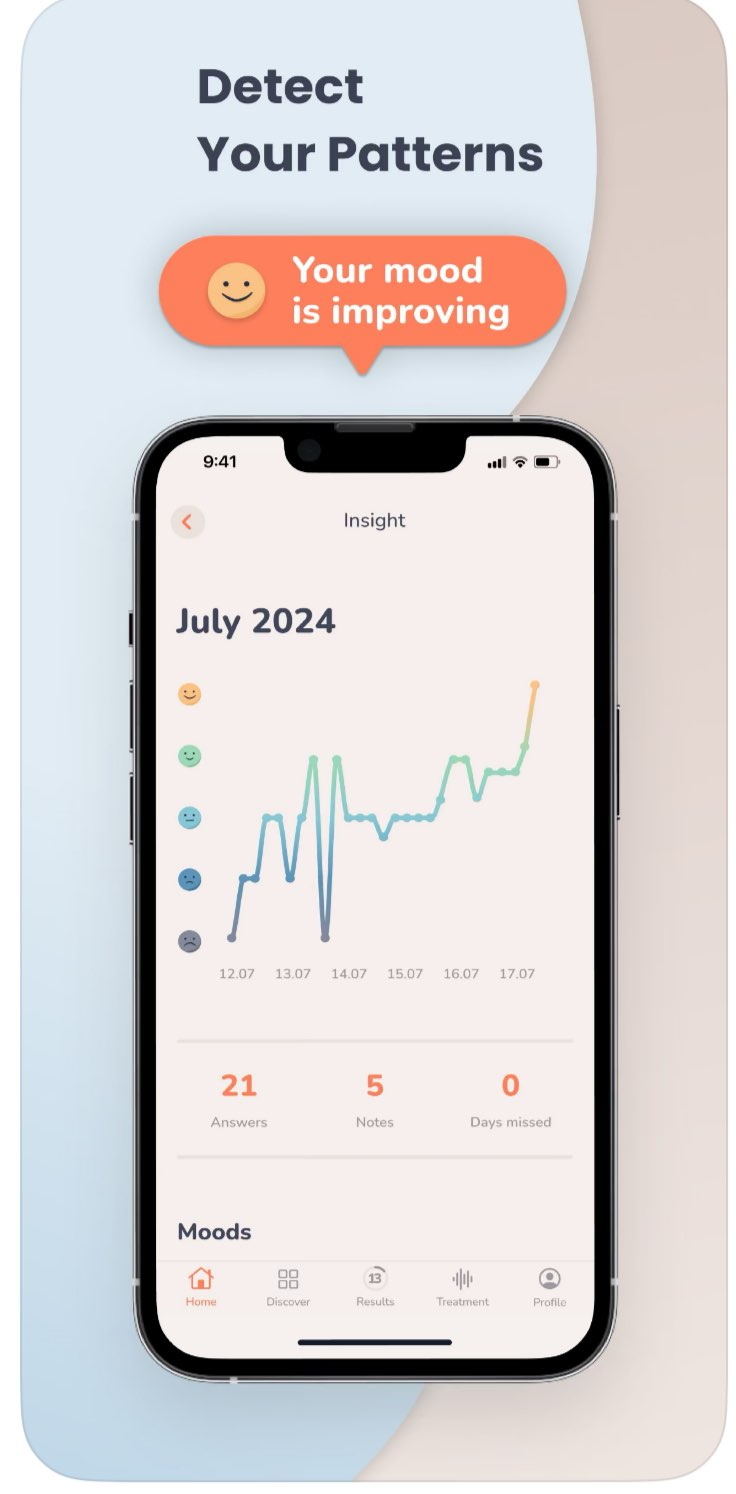 Detect
Your Patterns
Your mood
is improving
9:41
Insight
July 2024
12.07 13.07 14.07 15.07 16.07 17.07
21 5 0
Answers Notes Days missed
Moods
13
Home Discover Results Treatment Profile